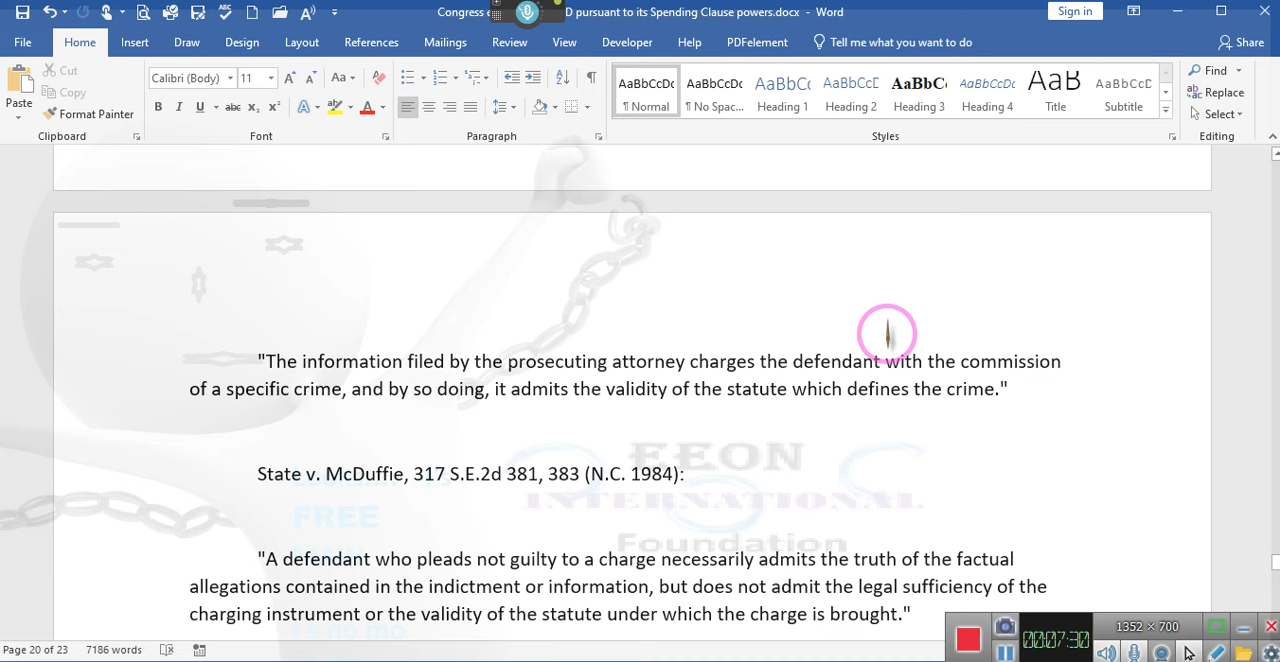 Congress e D pursuant to its Spending Clause powers.docx - Word
Sign in
File Home Insert Draw Design Layout References Mailings Review View Developer Help PDFelement Tell me what you want to do Share
Paste
Cut
Copy
Format Painter
Clipboard
Calibri (Body) 11
Font
Paragraph
AaBbCcDc ¶ Normal
AaBbCcDc ¶ No Spac...
AaBbCc Heading 1
AaBbCcD Heading 2
AaBbCc Heading 3
AaBbCcDc Heading 4
AaB Title
AaBbCcD Subtitle
Styles
Find
Replace
Select
Editing
"The information filed by the prosecuting attorney charges the defendant with the commission
of a specific crime, and by so doing, it admits the validity of the statute which defines the crime."
EEON
State v. McDuffie, 317 S.E.2d 381, 383 (N.C. 1984):
INTERNATIONAL
FREE
Foundation
"A defendant who pleads not guilty to a charge necessarily admits the truth of the factual
allegations contained in the indictment or information, but does not admit the legal sufficiency of the
charging instrument or the validity of the statute under which the charge is brought."
no mo
1352 × 700
00:07:30
Page 20 of 23 7186 words